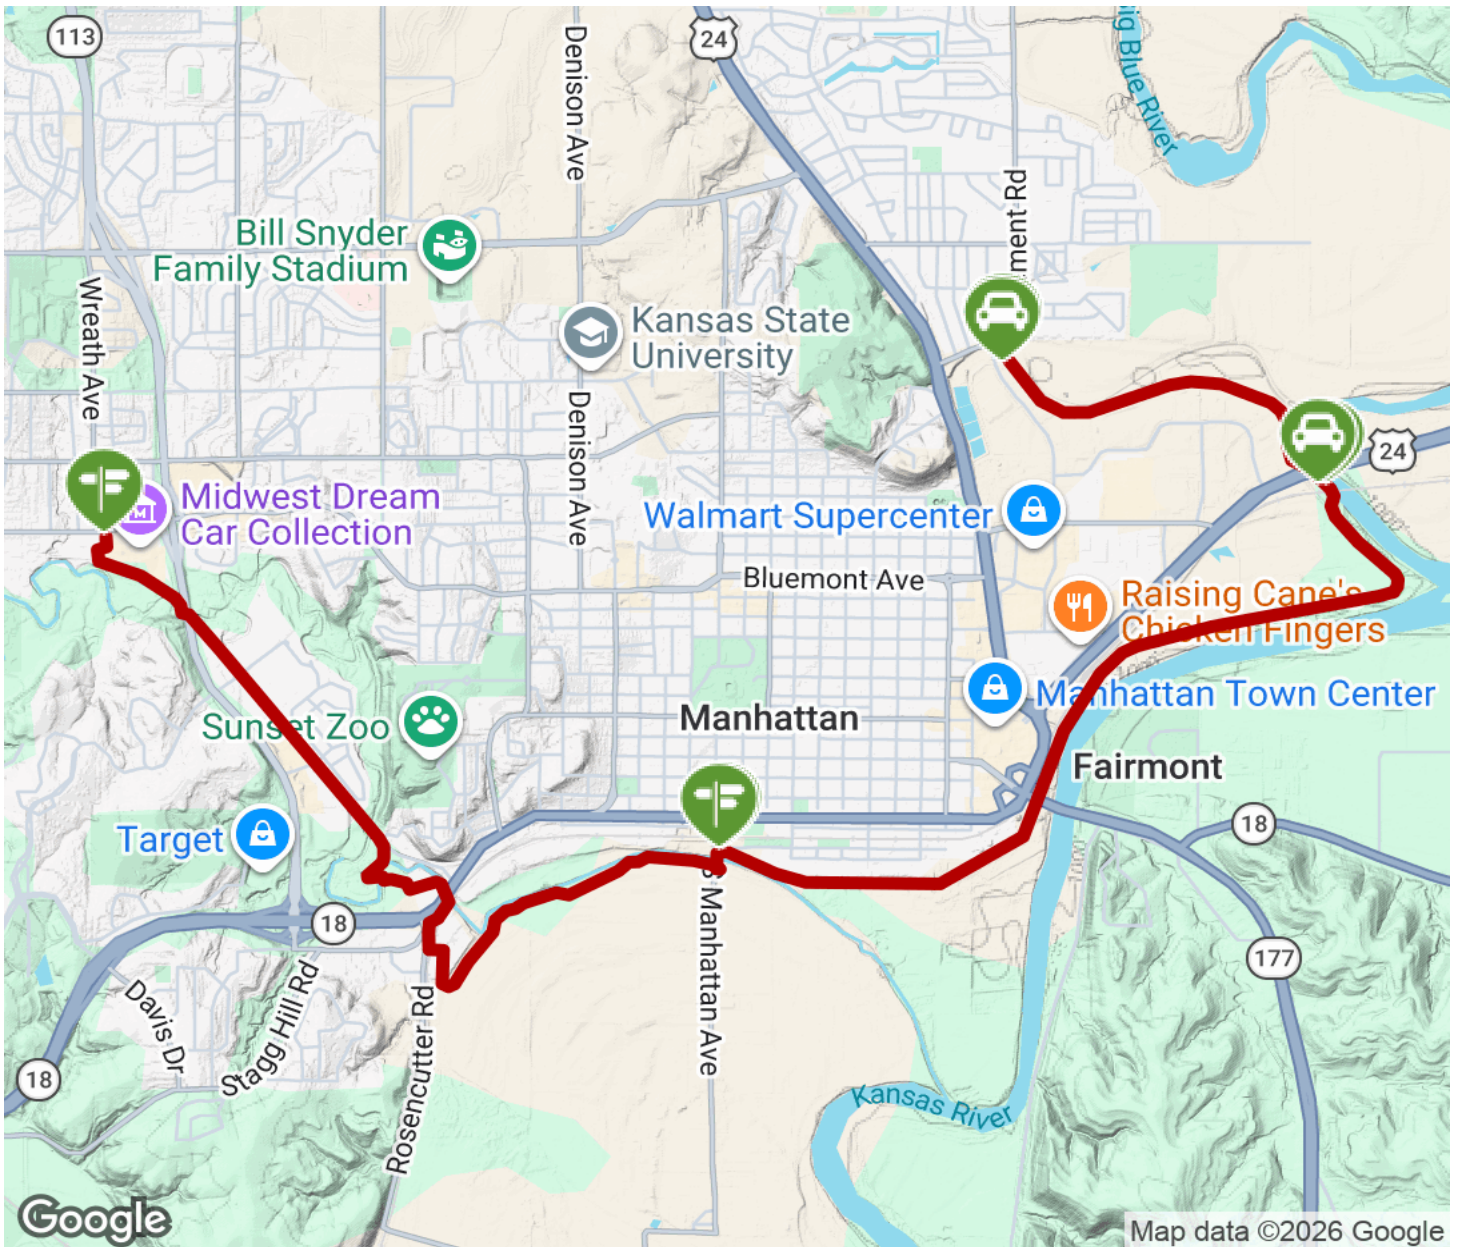 113
24
Denison Ave
ig Blue River
ment Rd
Bill Snyder
Family Stadium
Wreath Ave
Kansas State
University
Denison Ave
24
Midwest Dream
Car Collection
Walmart Supercenter
Bluemont Ave
Raising Cane's
Chicken Fingers
Manhattan Town Center
Sunset Zoo
Manhattan
Fairmont
Target
18
18
S Manhattan Ave
177
Davis Dr
Stagg Hill Rd
Rosencutter Rd
18
Kansas River
Google
Map data ©2026 Google